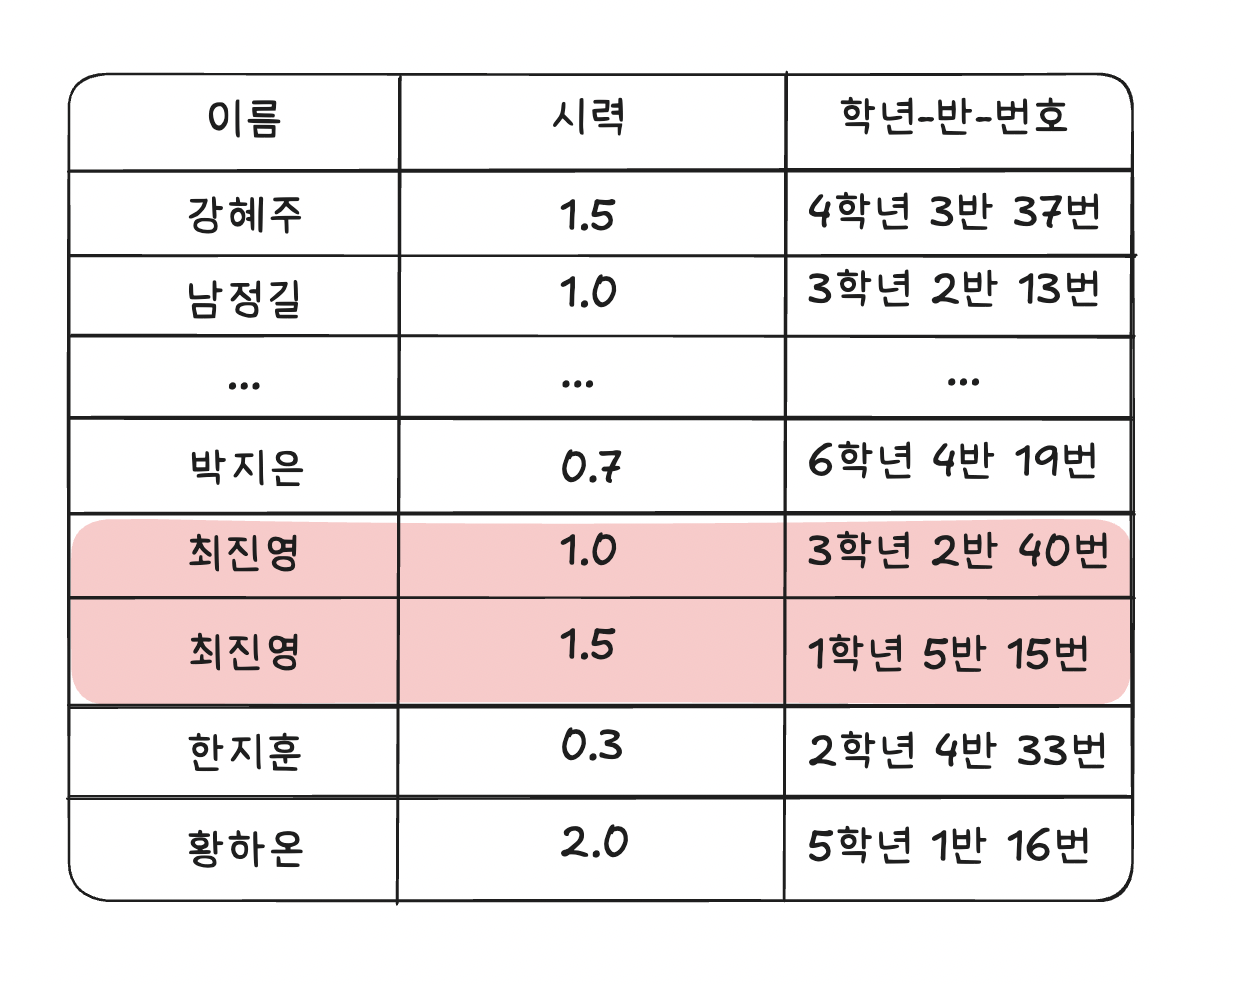 이름 시력 학년-반-번호
강혜주 1.5 4학년 3반 37번
남정길 1.0 3학년 2반 13번
... ... ...
박지은 0.7 6학년 4반 19번
최진영 1.0 3학년 2반 40번
최진영 1.5 1학년 5반 15번
한지훈 0.3 2학년 4반 33번
황하온 2.0 5학년 1반 16번